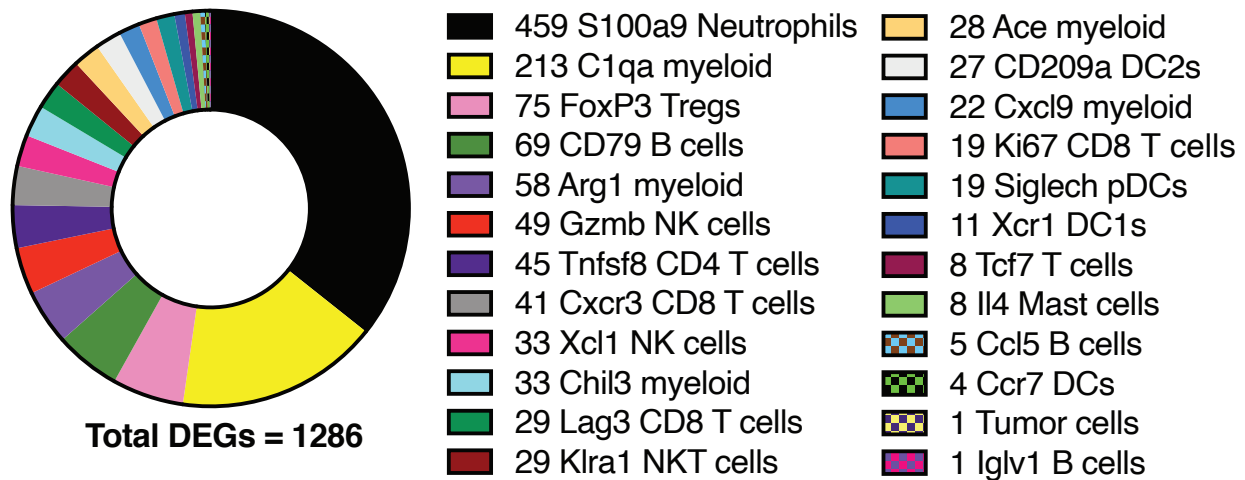 459 S100a9 Neutrophils
213 C1qa myeloid
75 FoxP3 Tregs
69 CD79 B cells
58 Arg1 myeloid
49 Gzmb NK cells
45 Tnfsf8 CD4 T cells
41 Cxcr3 CD8 T cells
33 Xcl1 NK cells
33 Chil3 myeloid
29 Lag3 CD8 T cells
29 Klra1 NKT cells
28 Ace myeloid
27 CD209a DC2s
22 Cxcl9 myeloid
19 Ki67 CD8 T cells
19 Siglech pDCs
11 Xcr1 DC1s
8 Tcf7 T cells
8 Il4 Mast cells
5 Ccl5 B cells
4 Ccr7 DCs
1 Tumor cells
1 Iglv1 B cells
Total DEGs = 1286